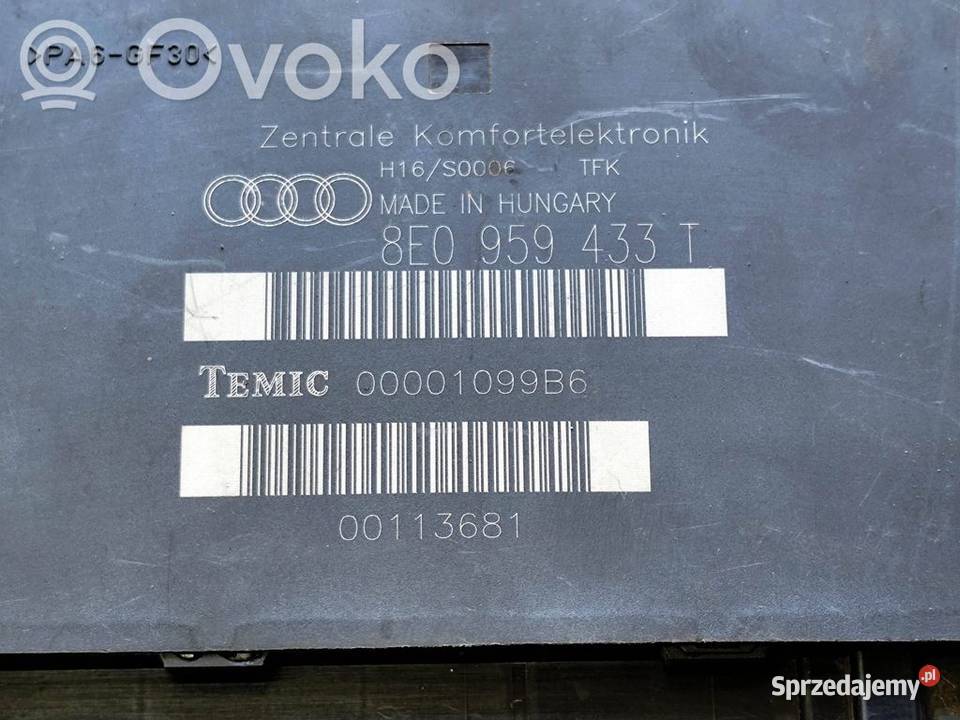 >PA6-GF30<
Ovoko
Zentrale Komfortelektronik
H16/S0006 TFK
MADE IN HUNGARY
8E0 959 433 T
TEMIC 00001099B6
00113681
Sprzedajemy.pl